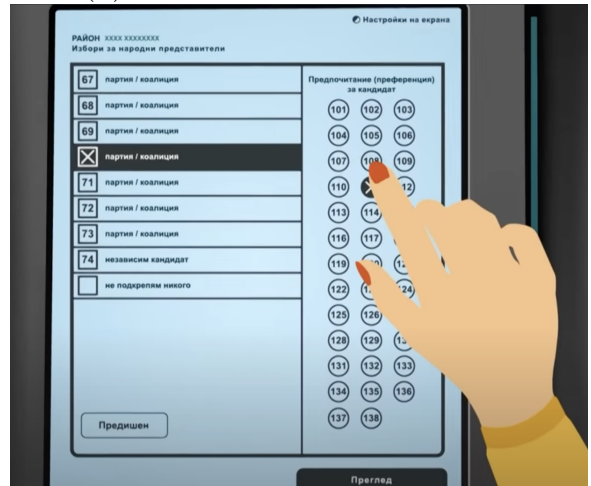 Настройки на екрана
РАЙОН XXXX XXXXXXXX
Избори за народни представители
67 партия / коалиция
68 партия / коалиция
69 партия / коалиция
партия / коалиция
71 партия / коалиция
72 партия / коалиция
73 партия / коалиция
74 независим кандидат
не подкрепям никого
Предишен
Предпочитание (преференция)
за кандидат
101 102 103
104 105 106
107 108 109
110
113 114
116 117
119
122
125 126
128 129
131 132 133
134 135 136
137 138
Преглед